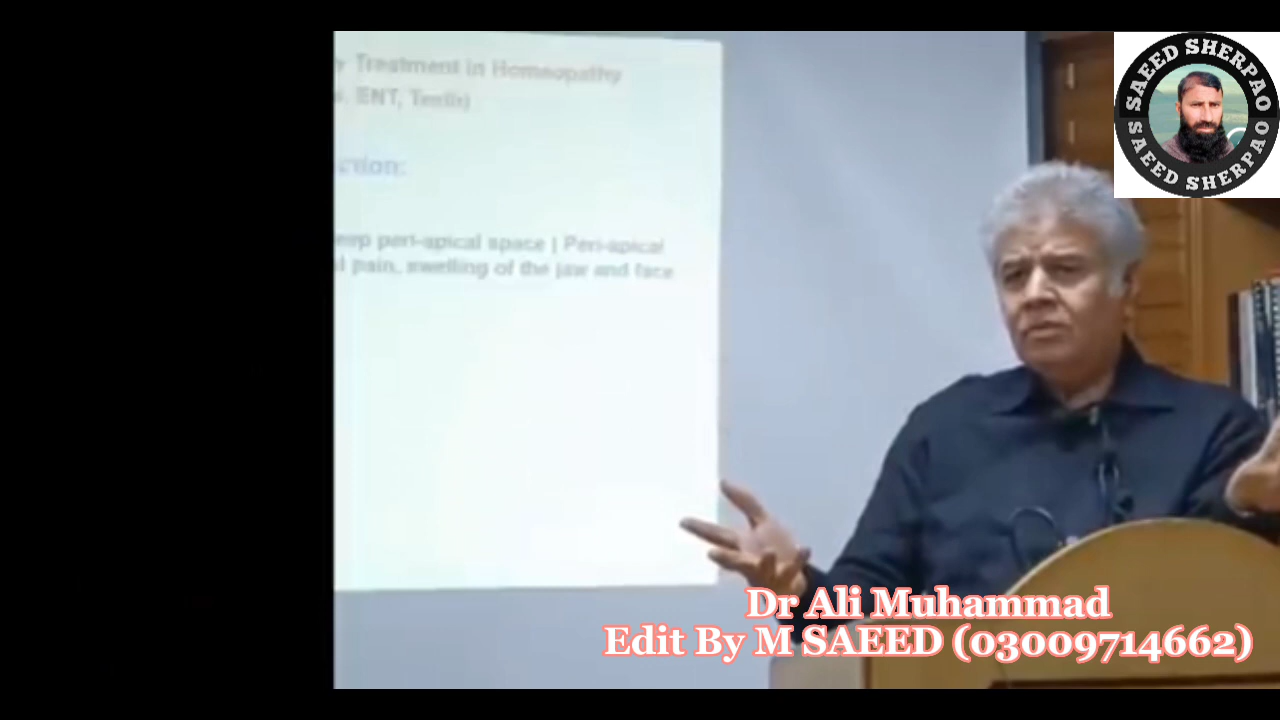 Treatment in Homeopathy
ENT, Teeth)
ction:
eep peri-apical space | Peri-apical
l pain, swelling of the jaw and face
SAEED SHERPAO
SAEED SHERPAO
Dr Ali Muhammad
Edit By M SAEED (03009714662)